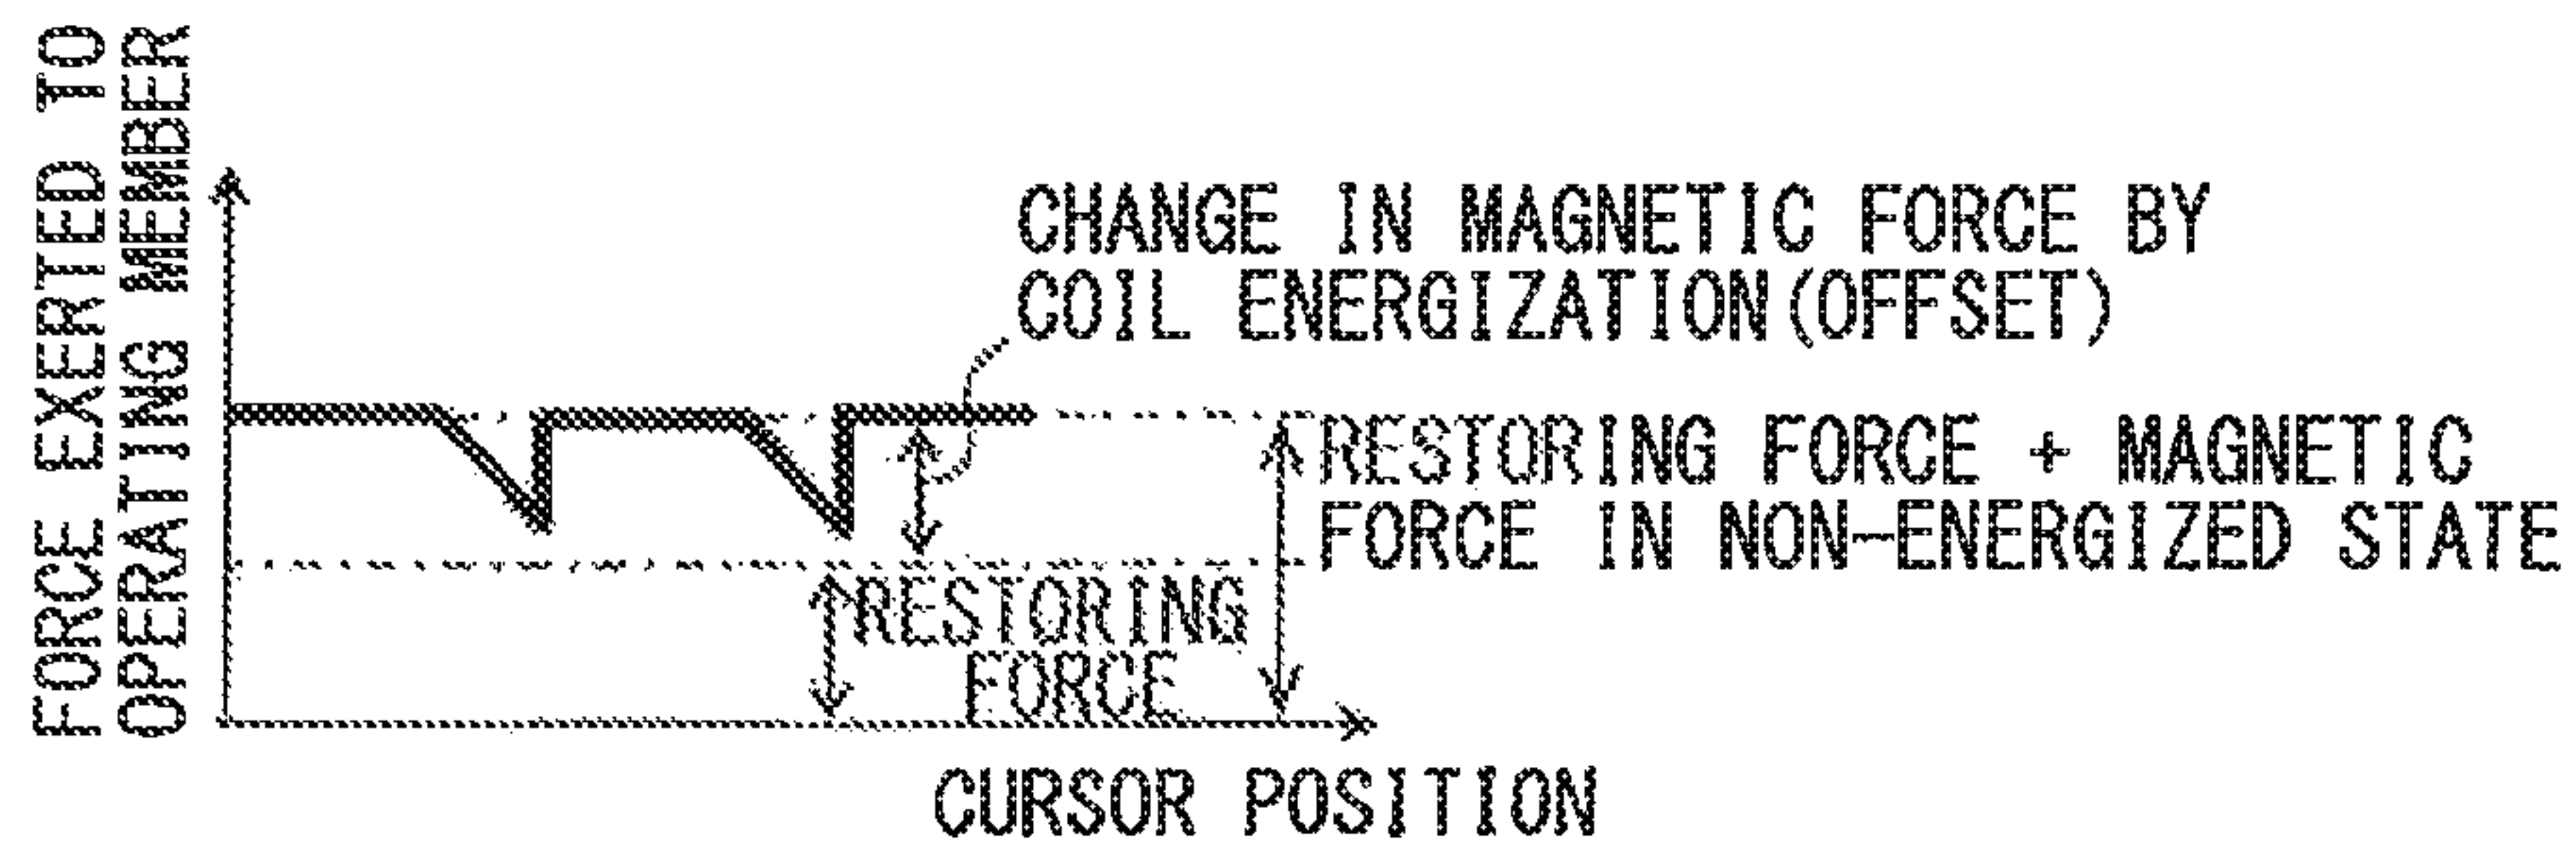 FORCE EXERTED TO
OPERATING MEMBER
CHANGE IN MAGNETIC FORCE BY
COIL ENERGIZATION(OFFSET)
RESTORING FORCE + MAGNETIC
FORCE IN NON-ENERGIZED STATE
RESTORING
FORCE
CURSOR POSITION